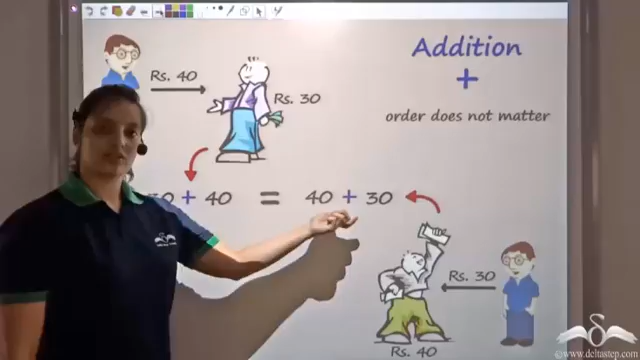 Addition
+
order does not matter
Rs. 40
Rs. 30
30 + 40 = 40 + 30
Rs. 30
Rs. 40
©www.deltastep.com